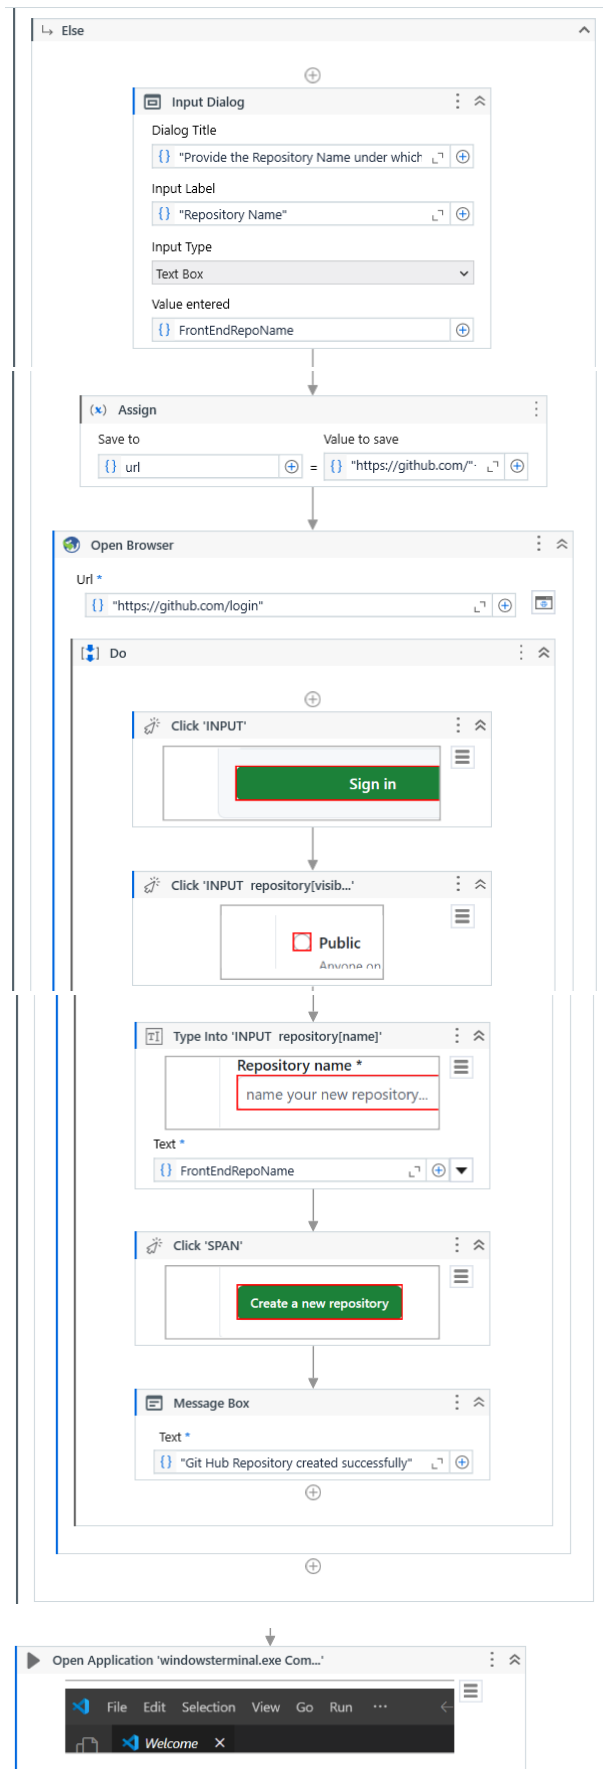 Else
Input Dialog
Dialog Title
"Provide the Repository Name under which
Input Label
"Repository Name"
Input Type
Text Box
Value entered
FrontEndRepoName
(x) Assign
Save to
Value to save
url
=
"https://github.com/"
Open Browser
Url *
"https://github.com/login"
Do
Click 'INPUT'
Sign in
Click 'INPUT repository[visib...'
Public
Anyone on
Type Into 'INPUT repository[name]'
Repository name *
name your new repository...
Text *
FrontEndRepoName
Click 'SPAN'
Create a new repository
Message Box
Text *
"Git Hub Repository created successfully"
Open Application 'windowsterminal.exe Com...'
File Edit Selection View Go Run ···
Welcome